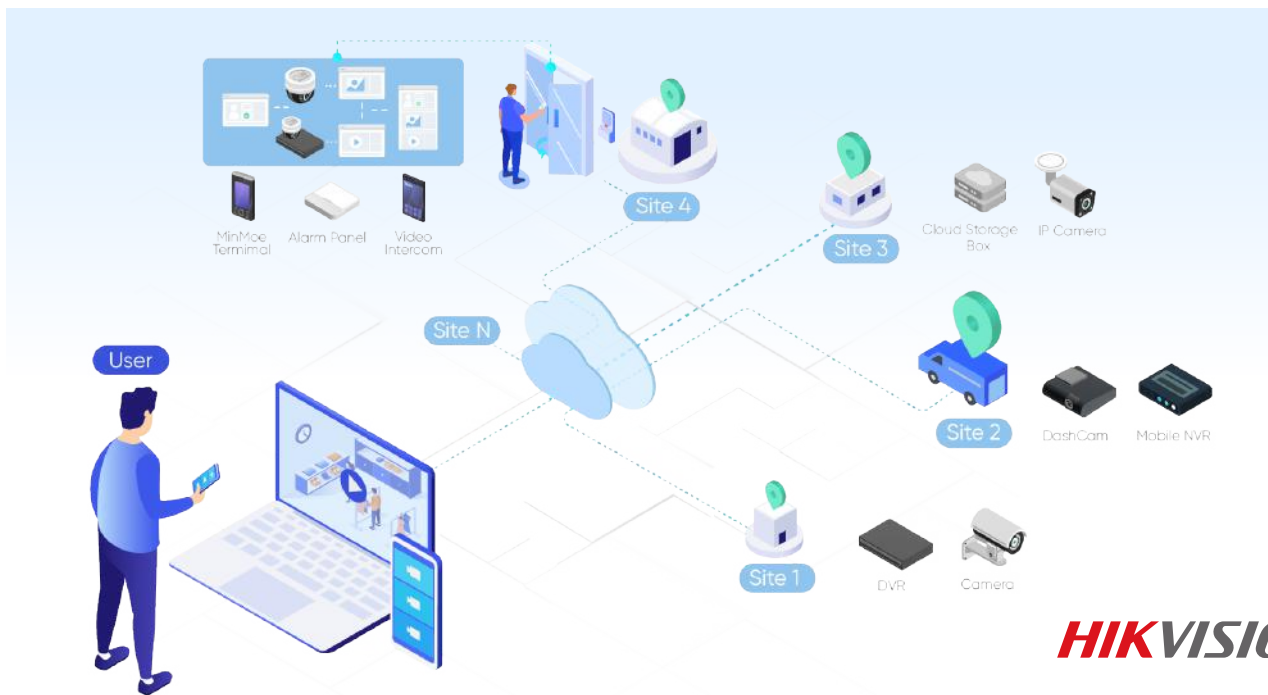 MinMoe
Termimal
Alarm Panel
Video
Intercom
Site 4
Site 3
Cloud Storage
Box
IP Camera
Site N
User
Site 2
DashCam
Mobile NVR
Site 1
DVR
Camera
HIKVISIO